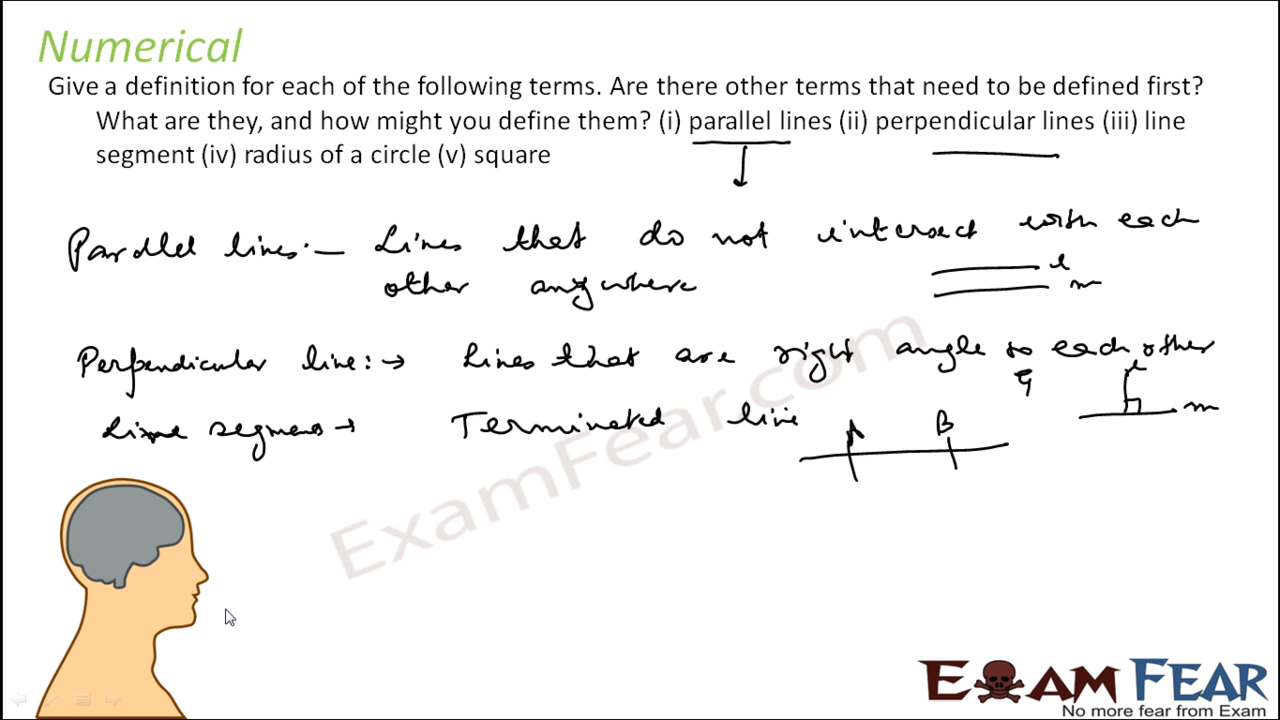 Numerical
Give a definition for each of the following terms. Are there other terms that need to be defined first?
What are they, and how might you define them? (i) parallel lines (ii) perpendicular lines (iii) line
segment (iv) radius of a circle (v) square
Parallel lines:- Lines that do not intersect with each
other anywhere
l
m
Perpendicular line:→ Lines that are right angle to each other
l
m
Line segment → Terminated line
A B
ExamFear.com
EXAM FEAR
No more fear from Exam